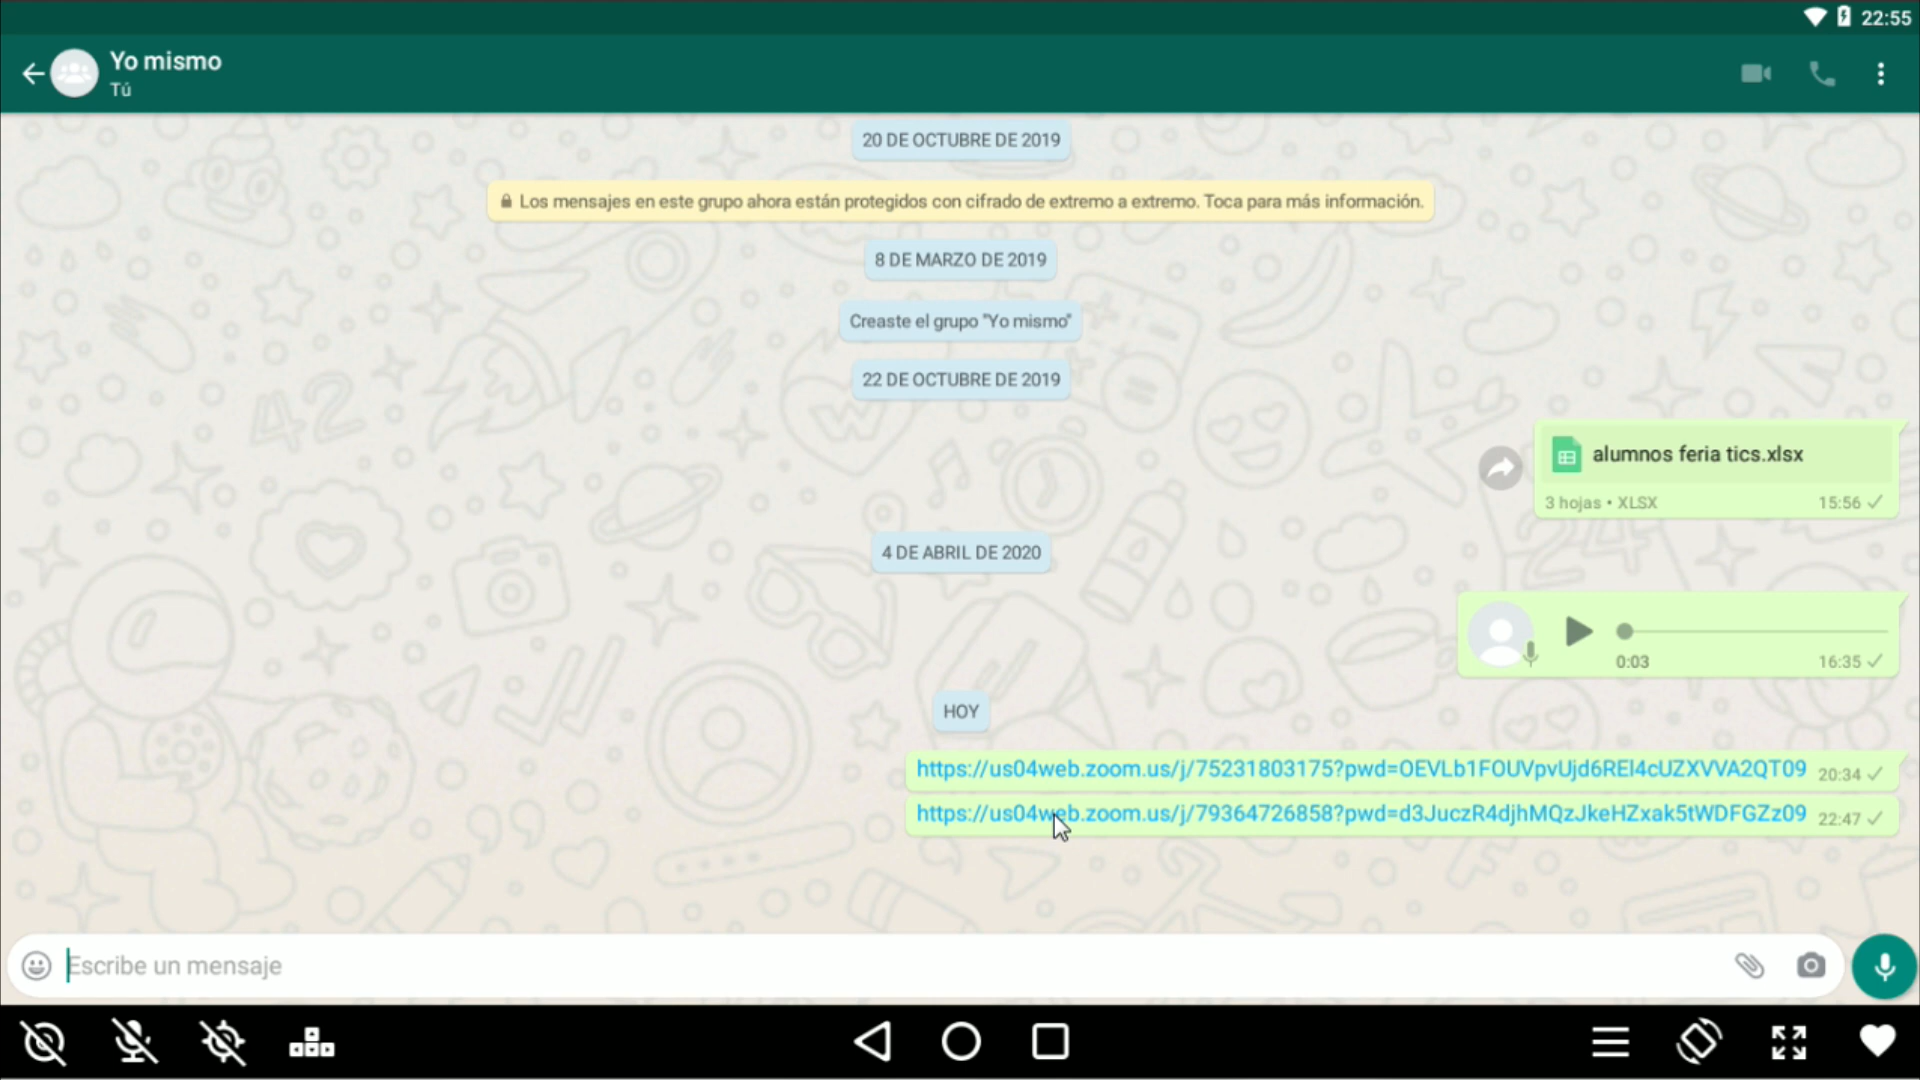 22:55
Yo mismo
Tú
20 DE OCTUBRE DE 2019
Los mensajes en este grupo ahora están protegidos con cifrado de extremo a extremo. Toca para más información.
8 DE MARZO DE 2019
Creaste el grupo "Yo mismo"
22 DE OCTUBRE DE 2019
alumnos feria tics.xlsx
3 hojas • XLSX 15:56
4 DE ABRIL DE 2020
0:03 16:35
HOY
https://us04web.zoom.us/j/75231803175?pwd=OEVLb1FOUVpvUjd6REl4cUZXVVA2QT09 20:34
https://us04web.zoom.us/j/79364726858?pwd=d3JuczR4djhMQzJkeHZxak5tWDFGZz09 22:47
Escribe un mensaje